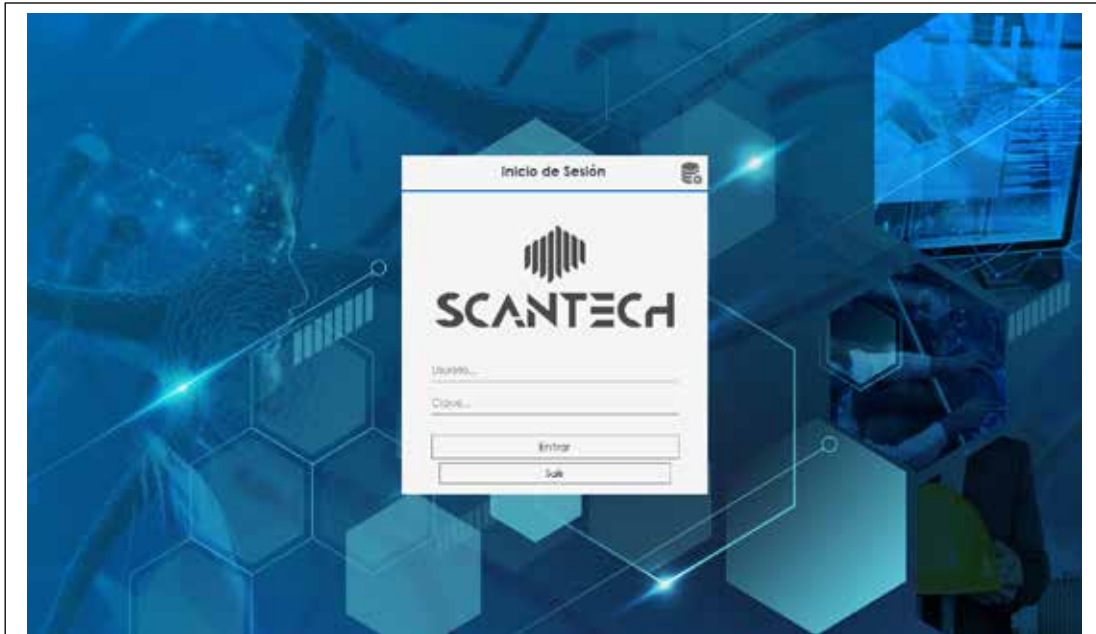 Inicio de Sesión
SCANTECH
Usuario...
Clave...
Entrar
Salir